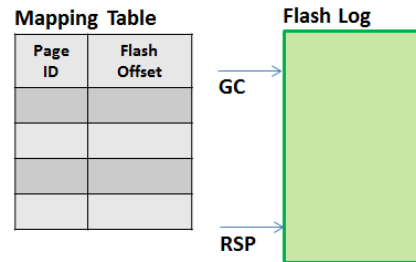 Mapping Table
Flash Log
Page ID
Flash Offset
GC
RSP